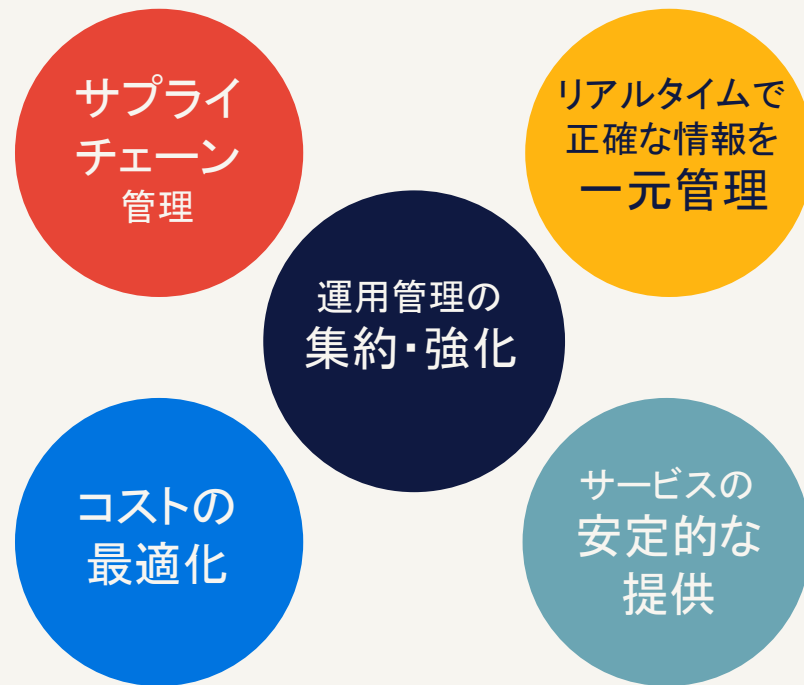 サプライ
チェーン
管理
リアルタイムで
正確な情報を
一元管理
運用管理の
集約・強化
コストの
最適化
サービスの
安定的な
提供